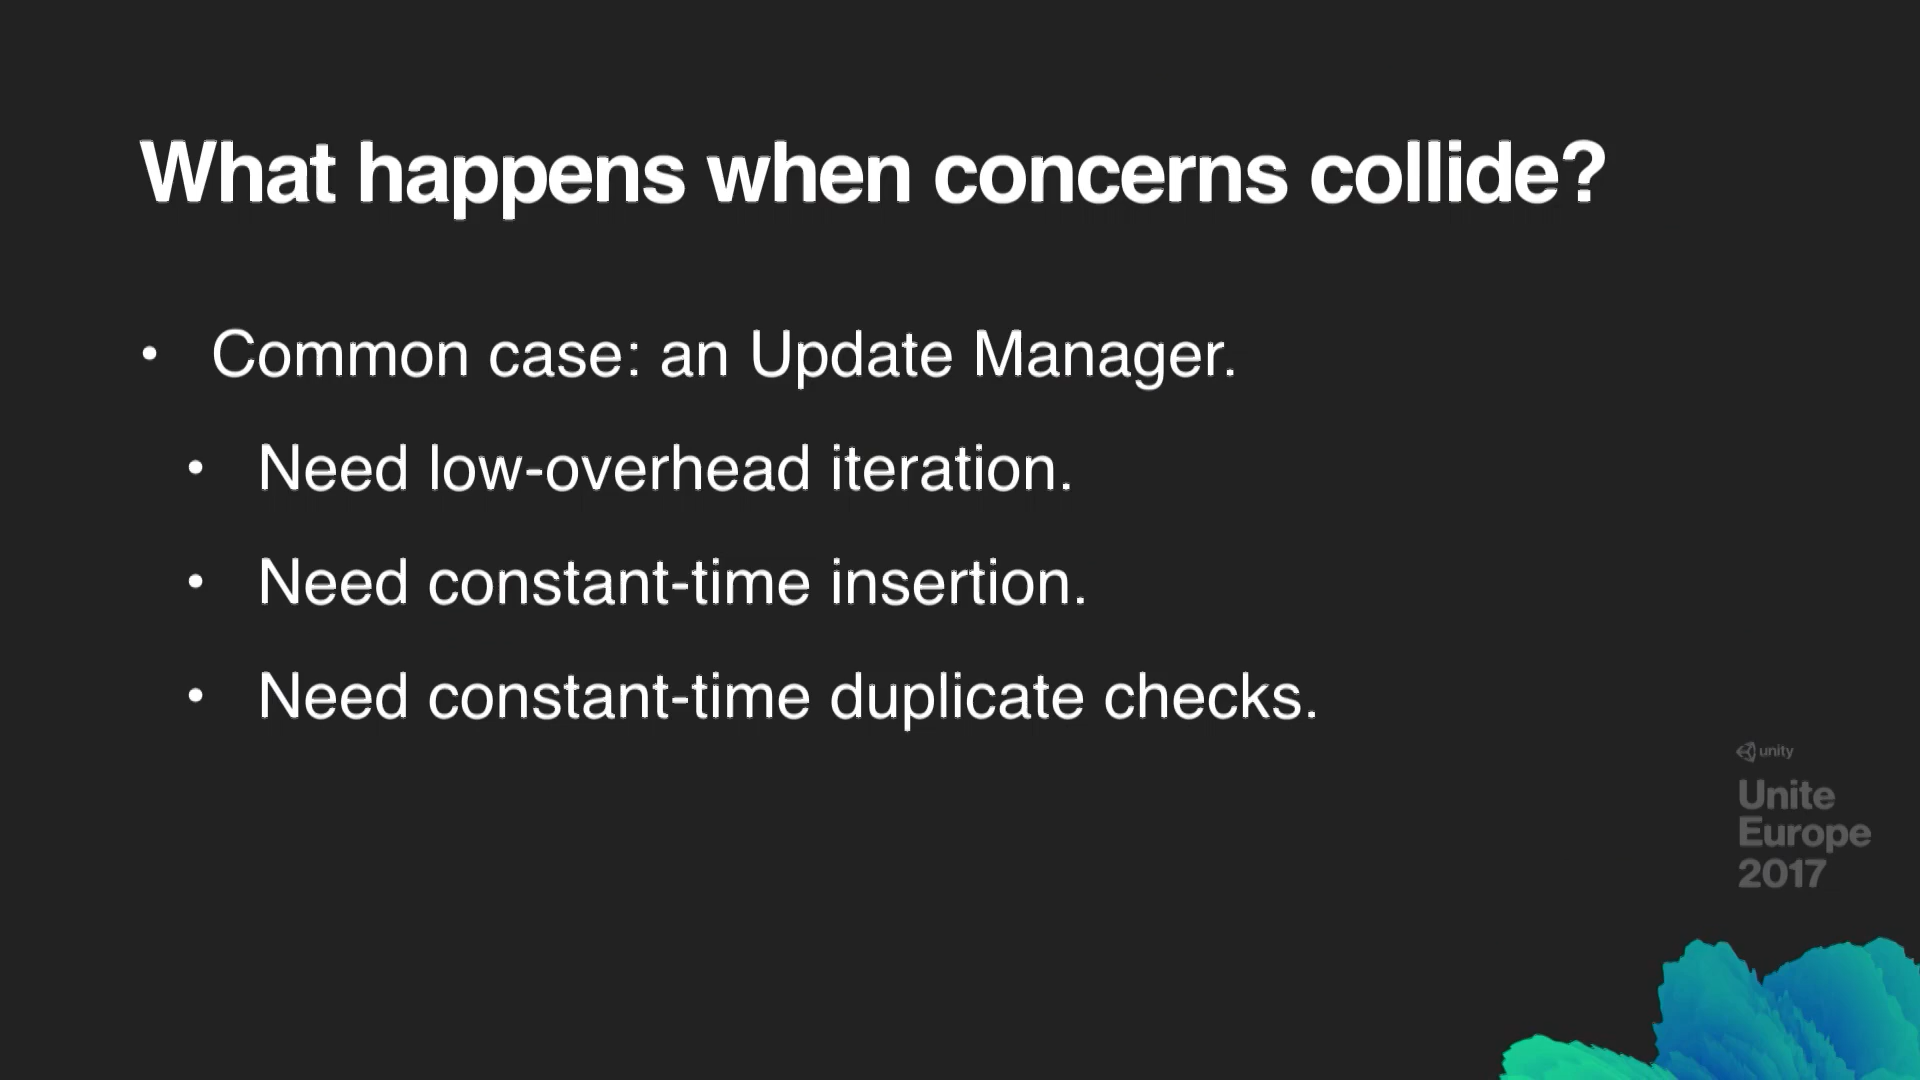 What happens when concerns collide?
• Common case: an Update Manager.
• Need low-overhead iteration.
• Need constant-time insertion.
• Need constant-time duplicate checks.
unity
Unite
Europe
2017